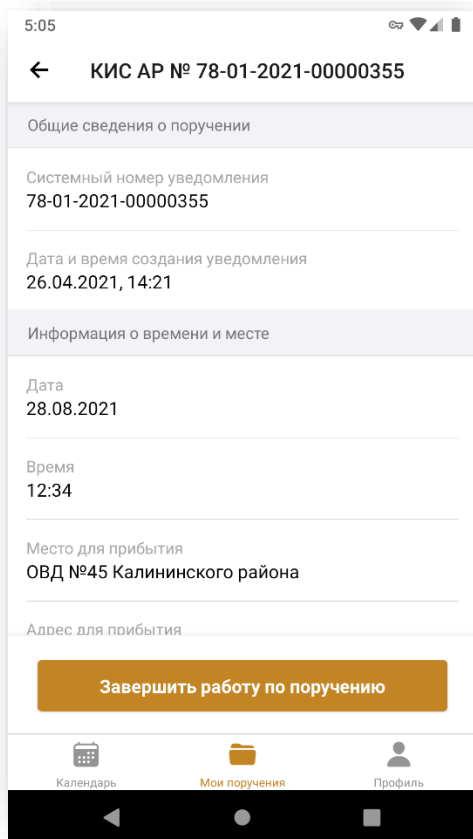 5:05
КИС АР № 78-01-2021-00000355
Общие сведения о поручении
Системный номер уведомления
78-01-2021-00000355
Дата и время создания уведомления
26.04.2021, 14:21
Информация о времени и месте
Дата
28.08.2021
Время
12:34
Место для прибытия
ОВД №45 Калининского района
Адрес для прибытия
Завершить работу по поручению
Календарь
Мои поручения
Профиль